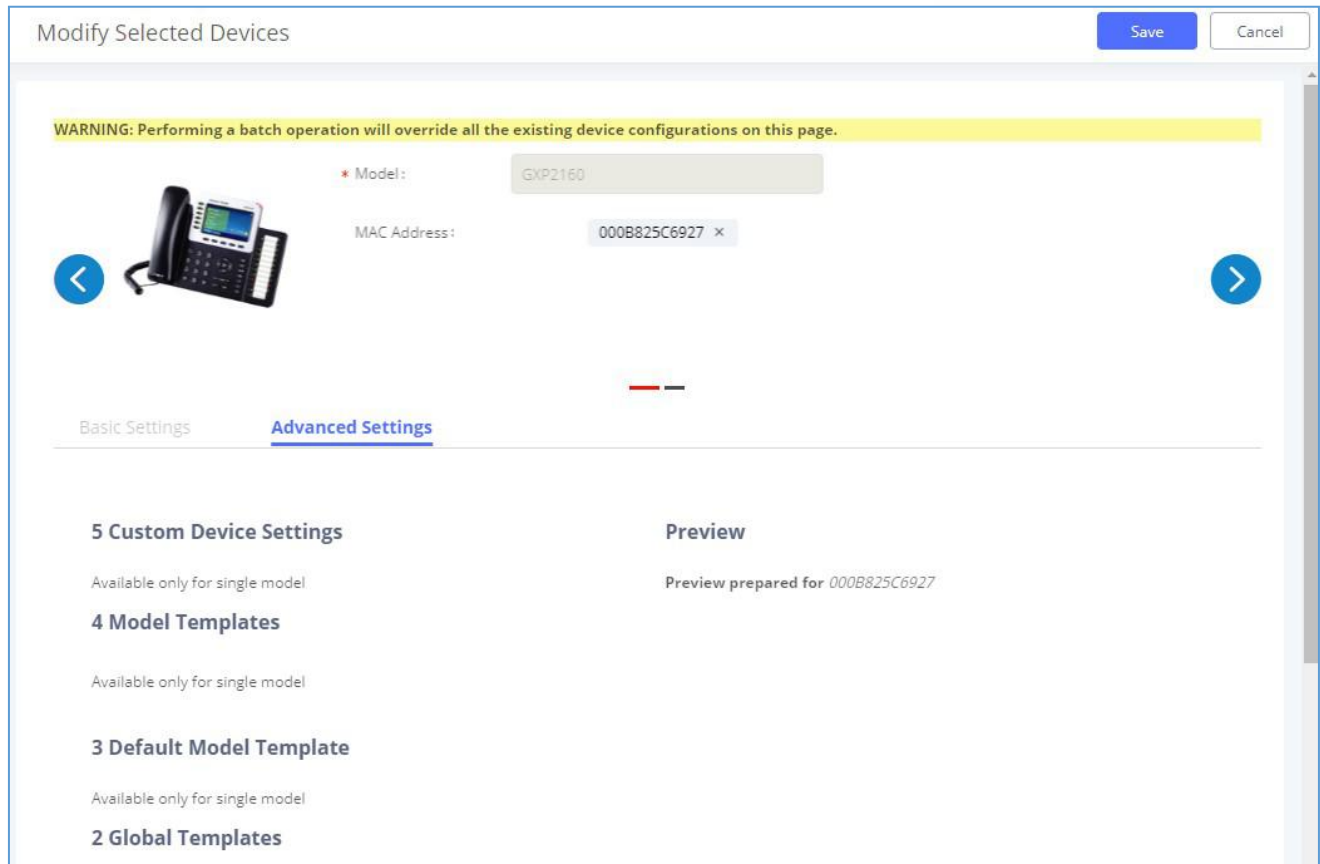 Modify Selected Devices
Save
Cancel
WARNING: Performing a batch operation will override all the existing device configurations on this page.
* Model:
GXP2160
MAC Address:
000B825C6927 ×
Basic Settings
Advanced Settings
5 Custom Device Settings
Preview
Available only for single model
Preview prepared for 000B825C6927
4 Model Templates
Available only for single model
3 Default Model Template
Available only for single model
2 Global Templates